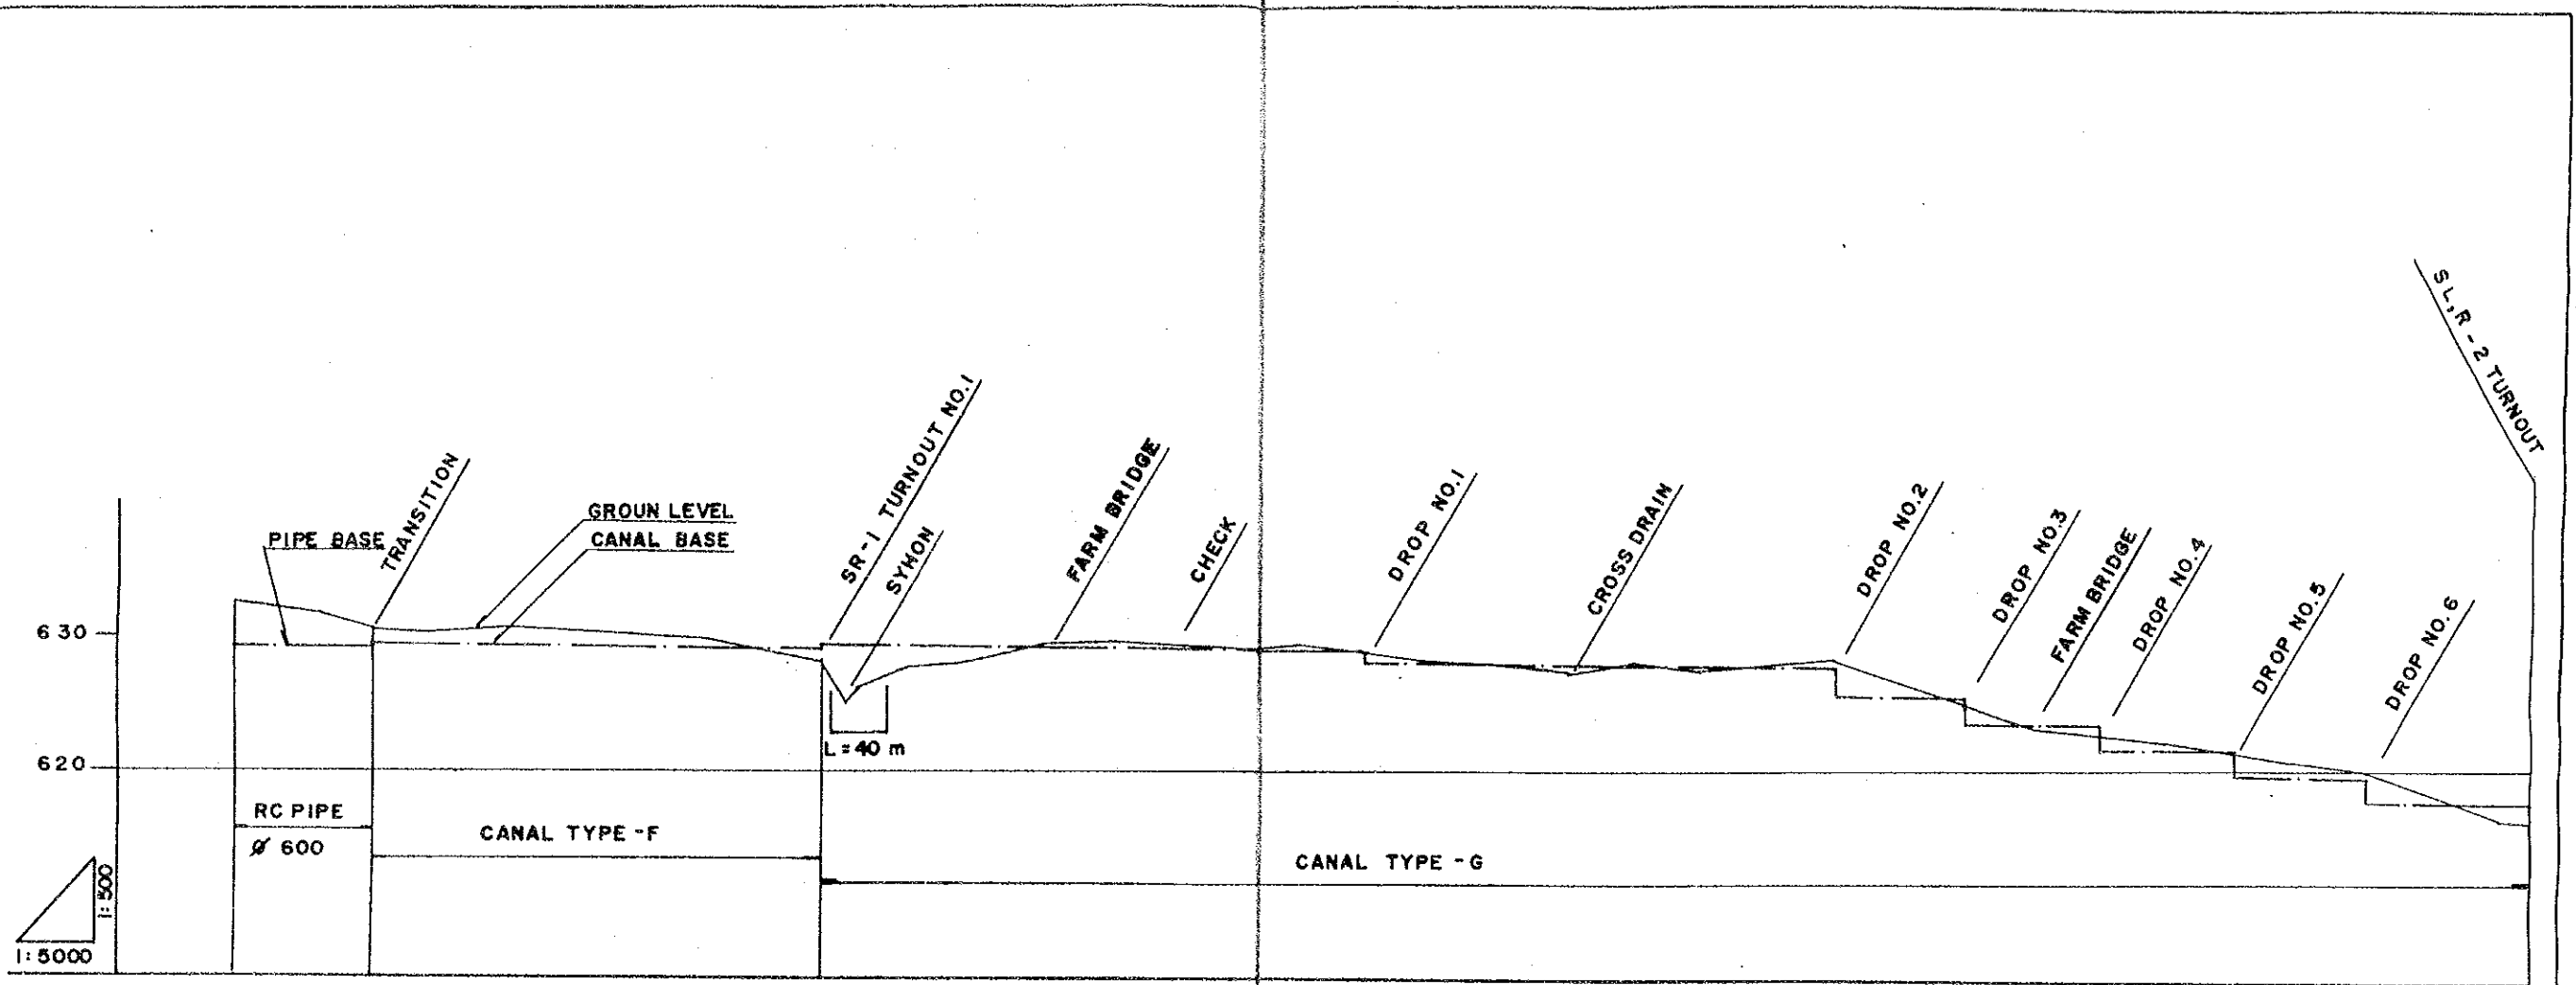 SL,R-2 TURNOUT
TRANSITION
SR-1 TURNOUT NO.1
SYHON
FARM BRIDGE
CHECK
DROP NO.1
CROSS DRAIN
DROP NO.2
DROP NO.3
FARM BRIDGE
DROP NO.4
DROP NO.5
DROP NO.6
GROUN LEVEL
PIPE BASE
CANAL BASE
630
L=40 m
620
RC PIPE
Ø 600
CANAL TYPE -F
CANAL TYPE -G
1:500
1:5000